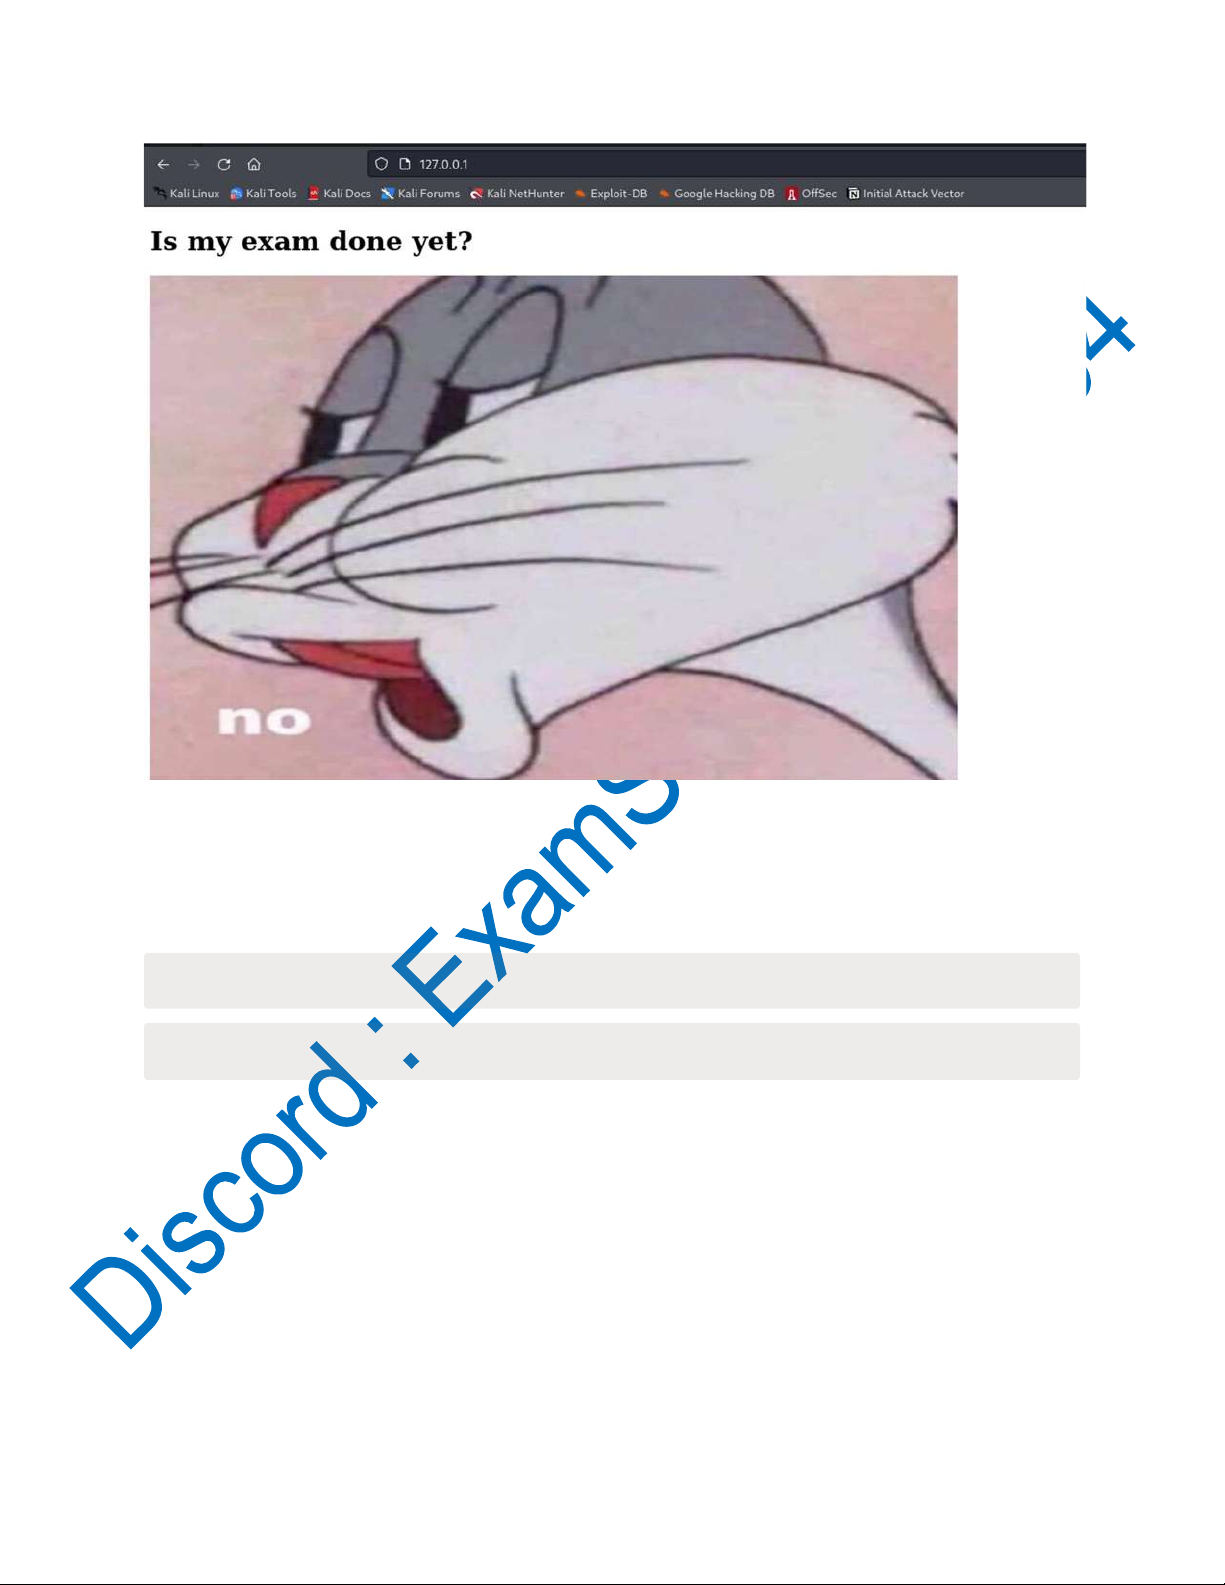 127.0.0.1
Kali Linux Kali Tools Kali Docs Kali Forums Kali NetHunter Exploit-DB Google Hacking DB OffSec Initial Attack Vector
Is my exam done yet?
no
Discord : ExamS
4